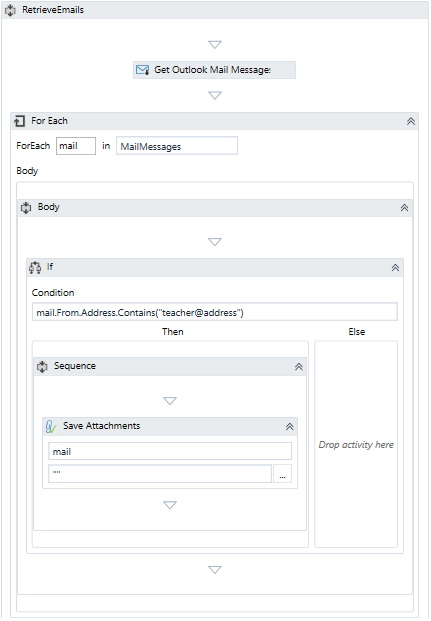 RetrieveEmails
Get Outlook Mail Messages
For Each
ForEach mail in MailMessages
Body
Body
If
Condition
mail.From.Address.Contains("teacher@address")
Then Else
Sequence
Save Attachments
mail
Drop activity here
"" ...